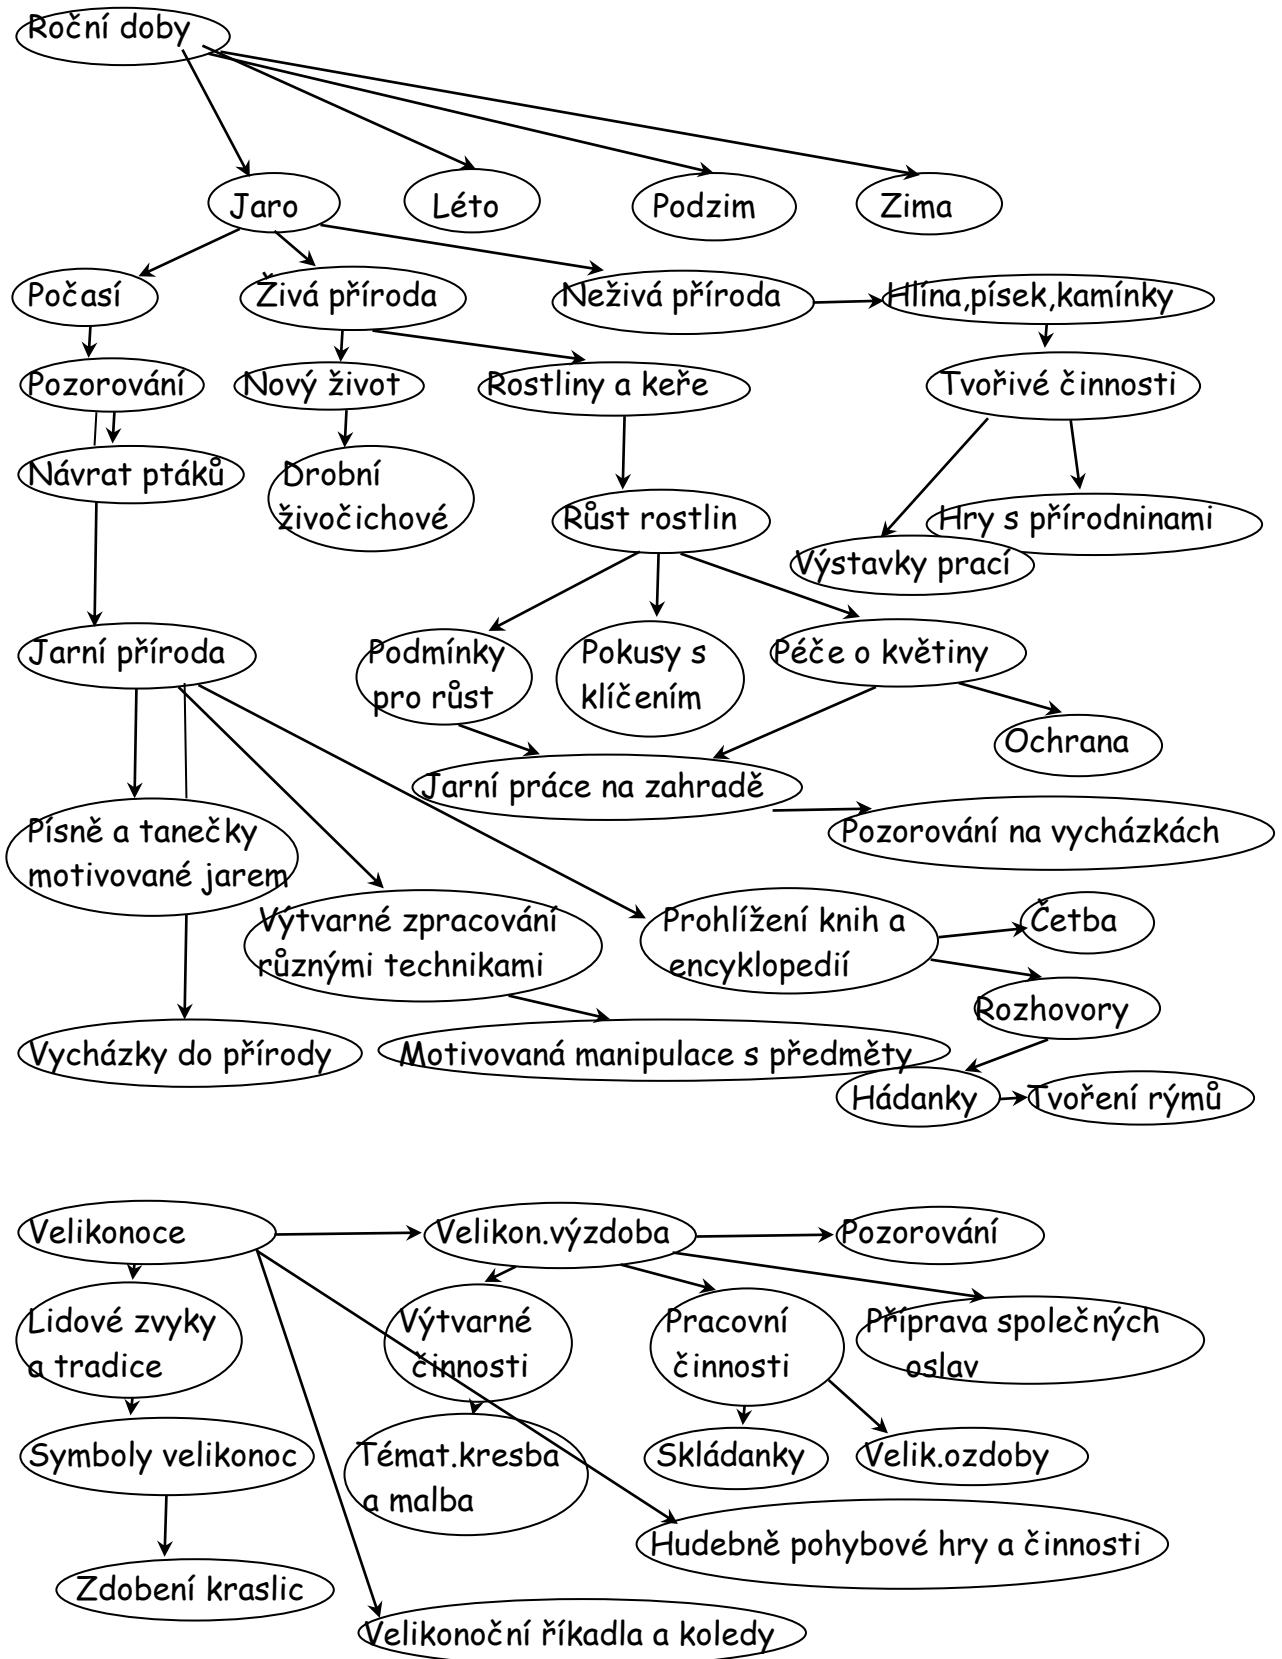 Roční doby
Jaro
Léto
Podzim
Zima
Počasí
Živá příroda
Neživá příroda
Hlína,písek,kamínky
Pozorování
Nový život
Rostliny a keře
Tvořivé činnosti
Návrat ptáků
Drobní
živočichové
Růst rostlin
Hry s přírodninami
Výstavky prací
Jarní příroda
Podmínky
pro růst
Pokusy s
klíčením
Péče o květiny
Ochrana
Jarní práce na zahradě
Pozorování na vycházkách
Písně a tanečky
motivované jarem
Výtvarné zpracování
různými technikami
Prohlížení knih a
encyklopedií
Četba
Rozhovory
Vycházky do přírody
Motivovaná manipulace s předměty
Hádanky
Tvoření rýmů
Velikonoce
Velikon.výzdoba
Pozorování
Lidové zvyky
a tradice
Výtvarné
činnosti
Pracovní
činnosti
Příprava společných
oslav
Symboly velikonoc
Témat.kresba
a malba
Skládanky
Velik.ozdoby
Hudebně pohybové hry a činnosti
Zdobení kraslic
Velikonoční říkadla a koledy